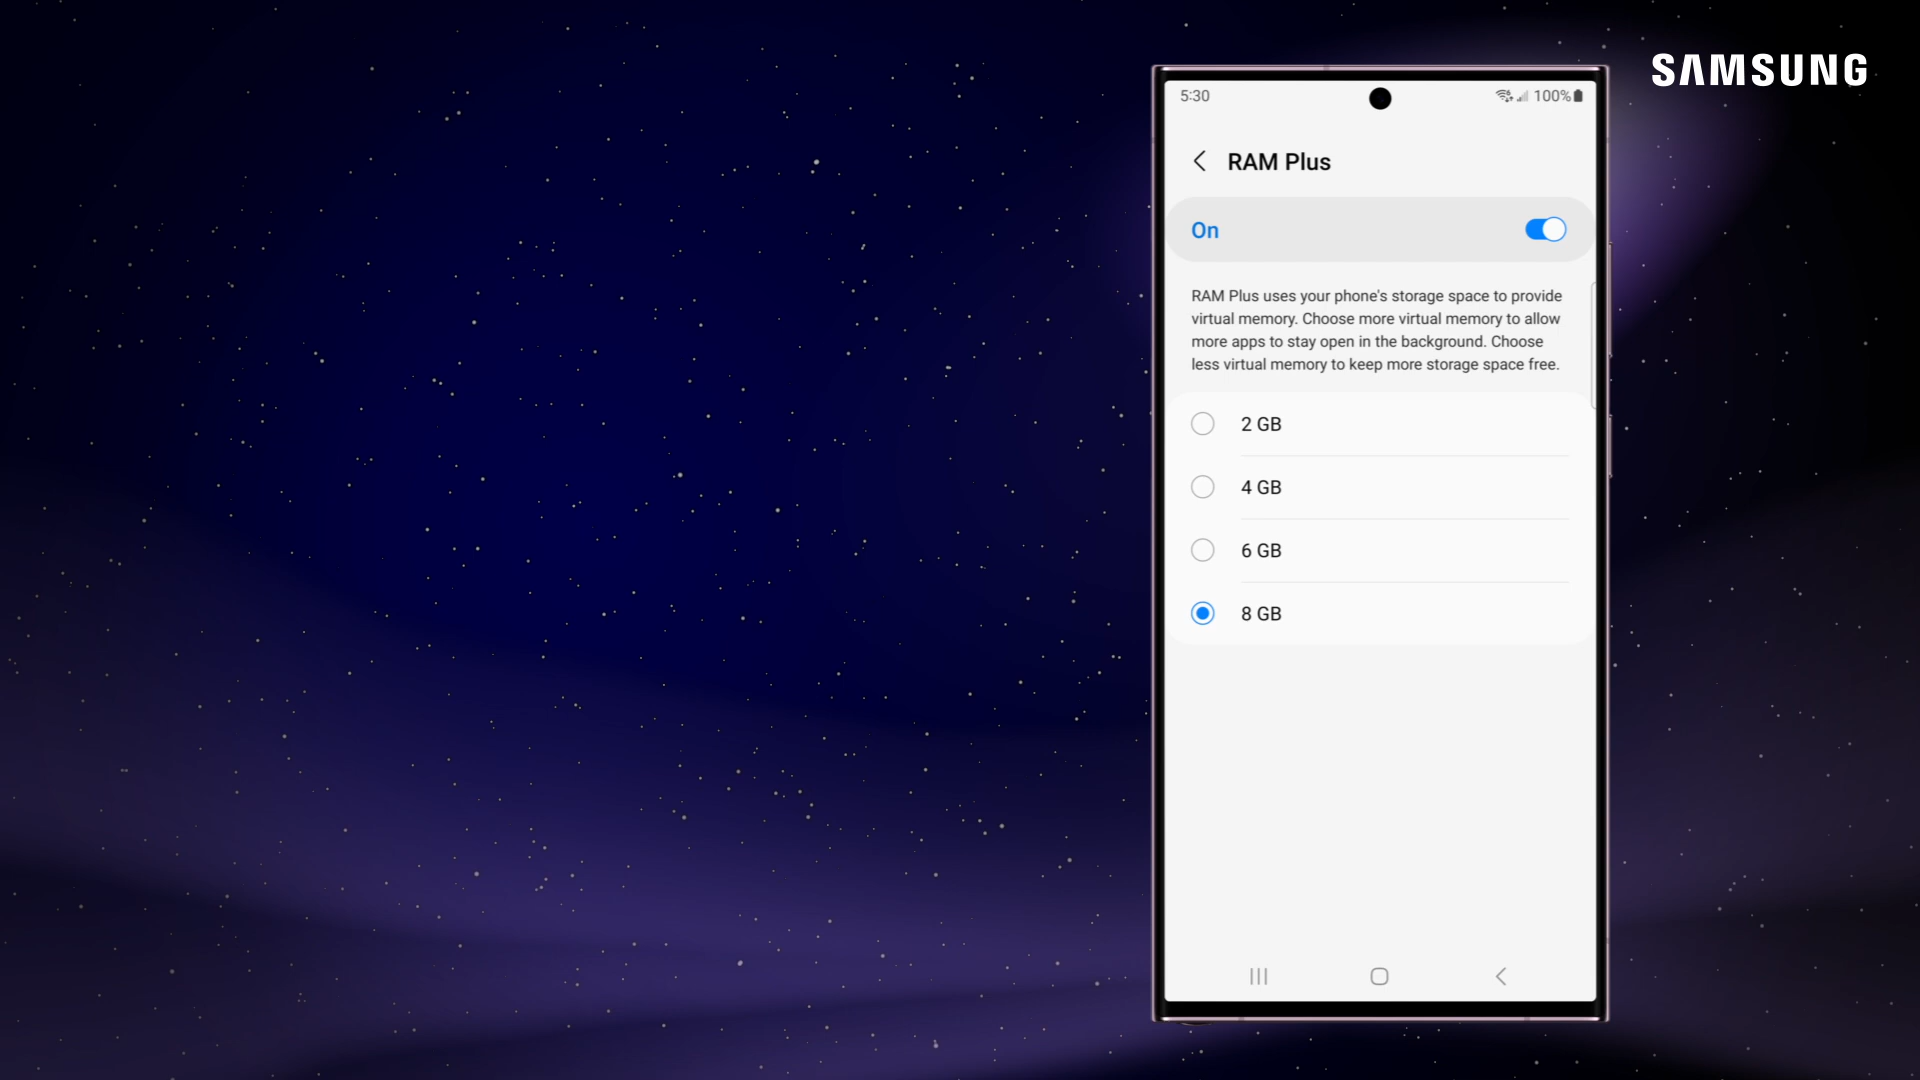 SAMSUNG
5:30
100%
RAM Plus
On
RAM Plus uses your phone's storage space to provide
virtual memory. Choose more virtual memory to allow
more apps to stay open in the background. Choose
less virtual memory to keep more storage space free.
2 GB
4 GB
6 GB
8 GB